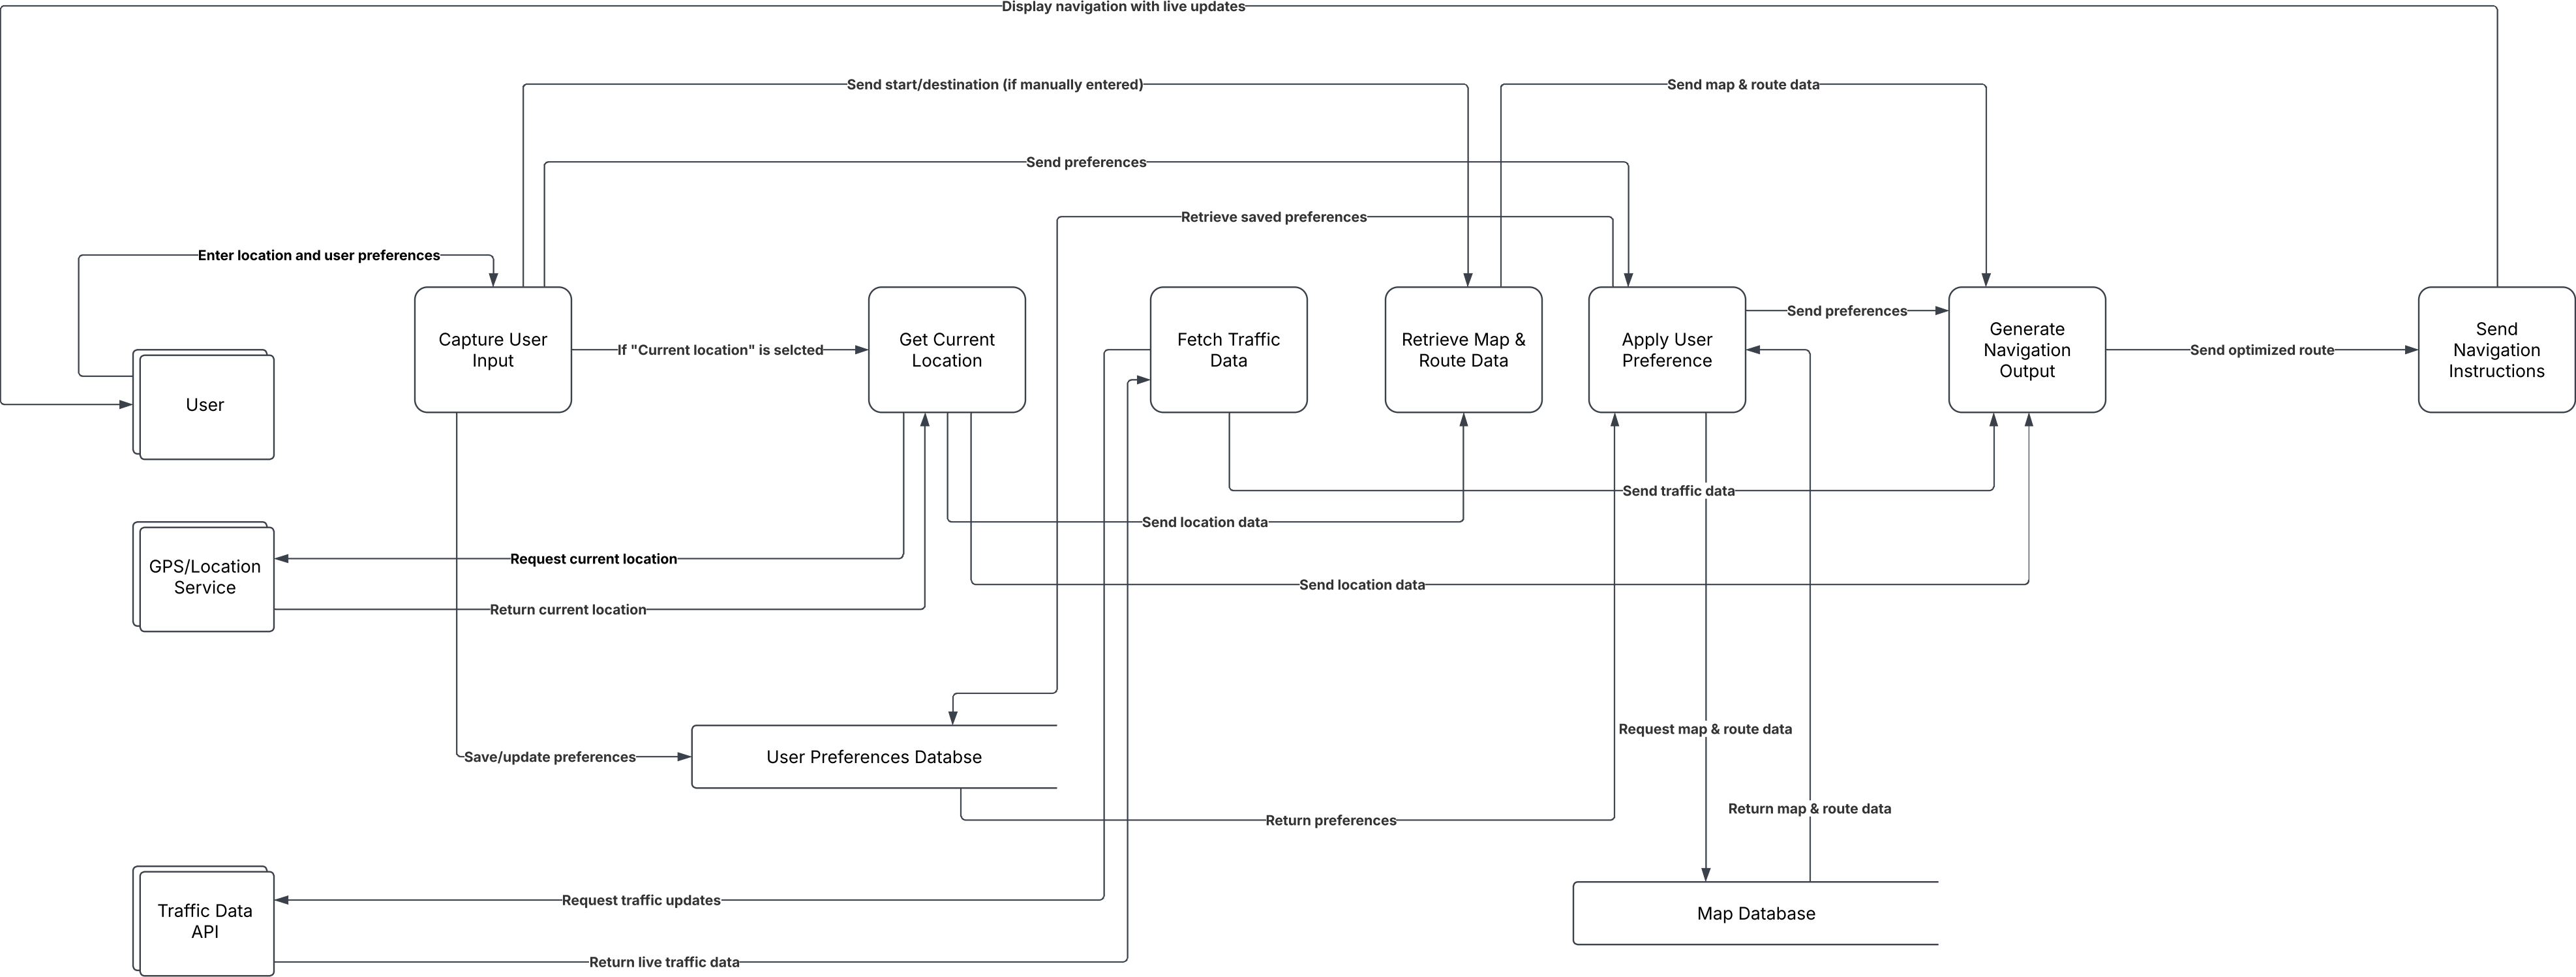 Display navigation with live updates
Send start/destination (if manually entered)
Send map & route data
Send preferences
Retrieve saved preferences
Enter location and user preferences
Capture User
Input
If "Current location" is selcted
Get Current
Location
Fetch Traffic
Data
Retrieve Map &
Route Data
Apply User
Preference
Send preferences
Generate
Navigation
Output
Send optimized route
Send
Navigation
Instructions
User
Send traffic data
Send location data
GPS/Location
Service
Request current location
Send location data
Return current location
Request map & route data
Save/update preferences
User Preferences Databse
Return map & route data
Return preferences
Request traffic updates
Traffic Data
API
Map Database
Return live traffic data